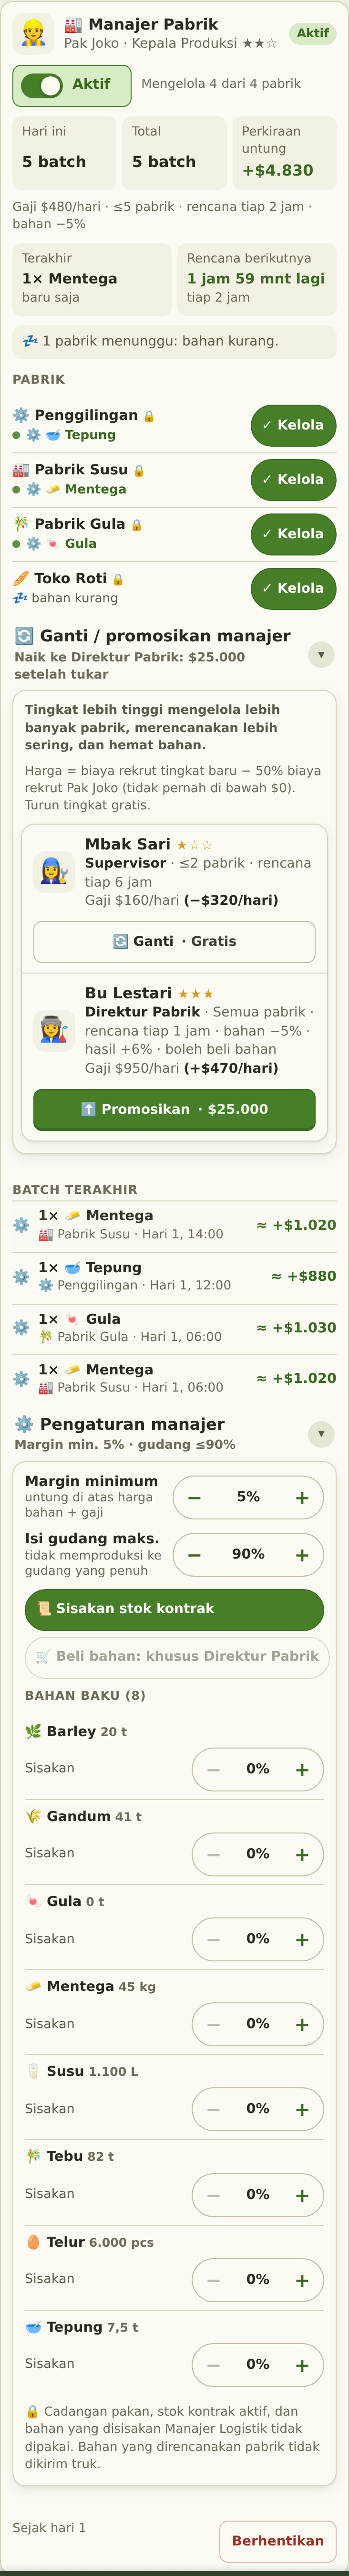 Manajer Pabrik
Pak Joko · Kepala Produksi ★★☆
Aktif
Aktif
Mengelola 4 dari 4 pabrik
Hari ini
5 batch
Total
5 batch
Perkiraan
untung
+$4.830
Gaji $480/hari · ≤5 pabrik · rencana tiap 2 jam ·
bahan −5%
Terakhir
1× Mentega
baru saja
Rencana berikutnya
1 jam 59 mnt lagi
tiap 2 jam
💤 1 pabrik menunggu: bahan kurang.
PABRIK
Penggilingan
Tepung
✓ Kelola
Pabrik Susu
Mentega
✓ Kelola
Pabrik Gula
Gula
✓ Kelola
Toko Roti
💤 bahan kurang
✓ Kelola
Ganti / promosikan manajer
Naik ke Direktur Pabrik: $25.000
setelah tukar
▼
Tingkat lebih tinggi mengelola lebih
banyak pabrik, merencanakan lebih
sering, dan hemat bahan.
Harga = biaya rekrut tingkat baru − 50% biaya
rekrut Pak Joko (tidak pernah di bawah $0).
Turun tingkat gratis.
Mbak Sari ★☆☆
Supervisor · ≤2 pabrik · rencana
tiap 6 jam
Gaji $160/hari (−$320/hari)
Ganti · Gratis
Bu Lestari ★★★
Direktur Pabrik · Semua pabrik ·
rencana tiap 1 jam · bahan −5% ·
hasil +6% · boleh beli bahan
Gaji $950/hari (+$470/hari)
Promosikan · $25.000
BATCH TERAKHIR
1× Mentega
Pabrik Susu · Hari 1, 14:00
≈ +$1.020
1× Tepung
Penggilingan · Hari 1, 12:00
≈ +$880
1× Gula
Pabrik Gula · Hari 1, 06:00
≈ +$1.030
1× Mentega
Pabrik Susu · Hari 1, 06:00
≈ +$1.020
Pengaturan manajer
Margin min. 5% · gudang ≤90%
▼
Margin minimum
untung di atas harga
bahan + gaji
− 5% +
Isi gudang maks.
tidak memproduksi ke
gudang yang penuh
− 90% +
Sisakan stok kontrak
Beli bahan: khusus Direktur Pabrik
BAHAN BAKU (8)
Barley 20 t
Sisakan − 0% +
Gandum 41 t
Sisakan − 0% +
Gula 0 t
Sisakan − 0% +
Mentega 45 kg
Sisakan − 0% +
Susu 1.100 L
Sisakan − 0% +
Tebu 82 t
Sisakan − 0% +
Telur 6.000 pcs
Sisakan − 0% +
Tepung 7,5 t
Sisakan − 0% +
Cadangan pakan, stok kontrak aktif, dan
bahan yang disisakan Manajer Logistik tidak
dipakai. Bahan yang direncanakan pabrik tidak
dikirim truk.
Sejak hari 1
Berhentikan